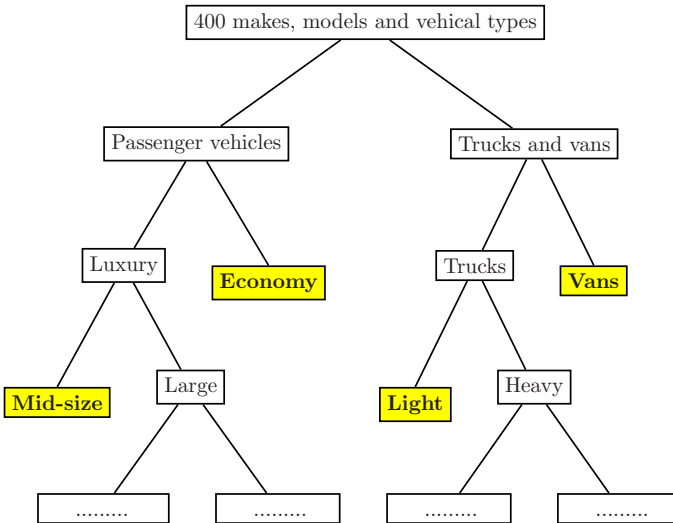 400 makes, models and vehical types
Passenger vehicles
Trucks and vans
Luxury
Economy
Trucks
Vans
Mid-size
Large
Light
Heavy
.........
.........
.........
.........